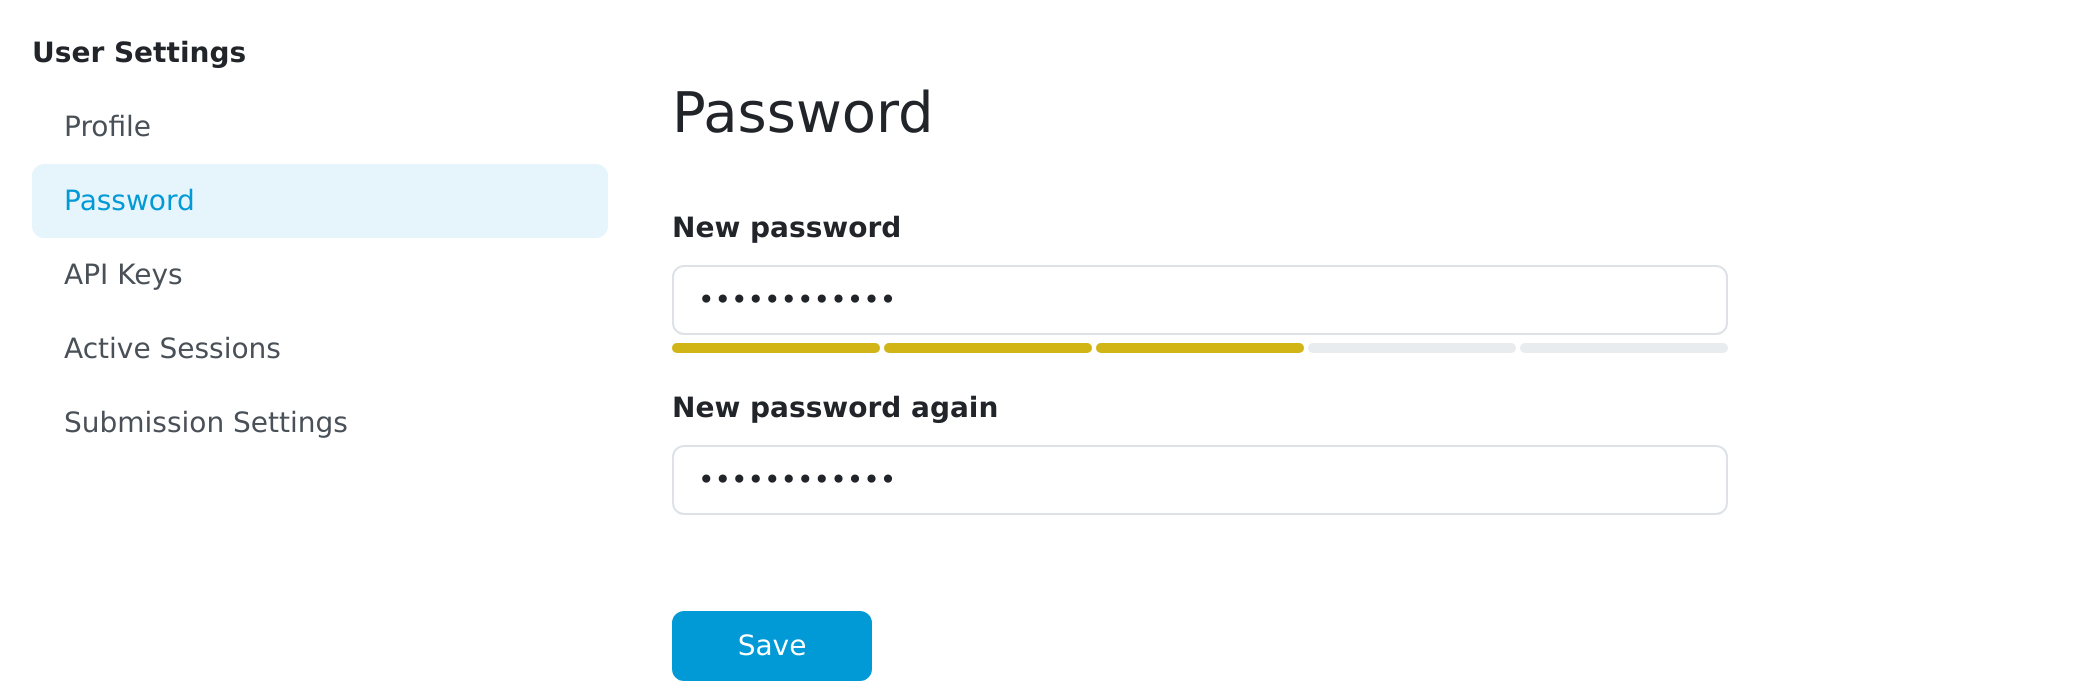 User Settings
Profile
Password
API Keys
Active Sessions
Submission Settings
Password
New password
••••••••••••
New password again
••••••••••••
Save